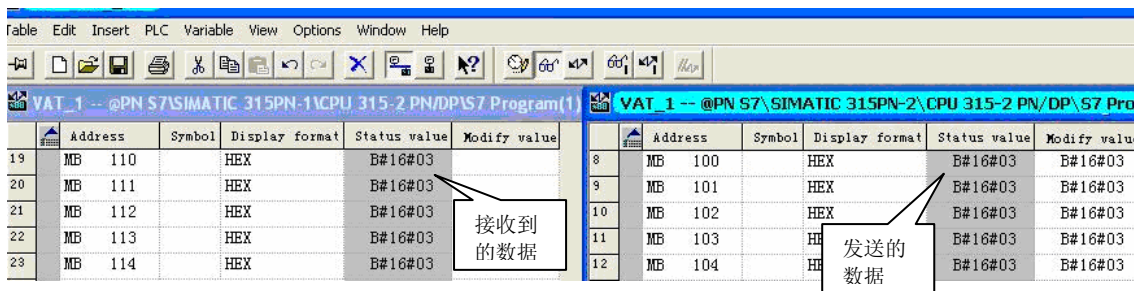 Table Edit Insert PLC Variable View Options Window Help
VAT_1 -- @PN S7\SIMATIC 315PN-1\CPU 315-2 PN/DP\S7 Program(1)
Address Symbol Display format Status value Modify value
19 MB 110 HEX B#16#03
20 MB 111 HEX B#16#03
21 MB 112 HEX B#16#03
22 MB 113 HEX B#16#03
23 MB 114 HEX B#16#03
接收到
的数据
VAT_1 -- @PN S7\SIMATIC 315PN-2\CPU 315-2 PN/DP\S7 Pro
Address Symbol Display format Status value Modify valu
8 MB 100 HEX B#16#03 B#16#03
9 MB 101 HEX B#16#03 B#16#03
10 MB 102 HEX B#16#03 B#16#03
11 MB 103 HE B#16#03 B#16#03
12 MB 104 HE B#16#03 B#16#03
发送的
数据